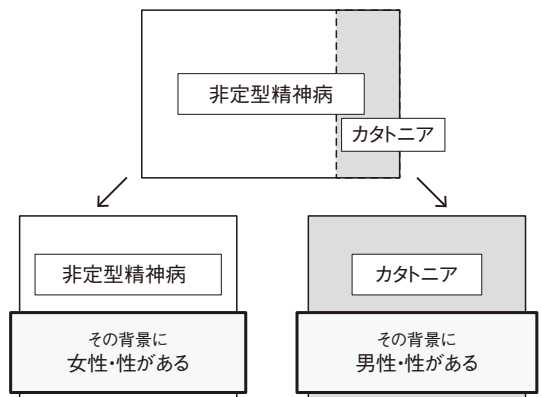 非定型精神病
カタトニア
非定型精神病
カタトニア
その背景に
女性・性がある
その背景に
男性・性がある